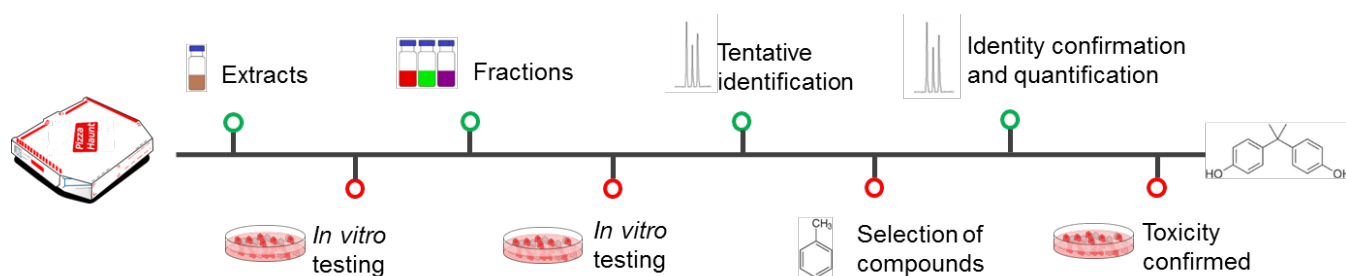 Extracts
Fractions
Tentative
identification
Identity confirmation
and quantification
Pizza
Haunt
HO
OH
In vitro
testing
In vitro
testing
CH3
Selection of
compounds
Toxicity
confirmed